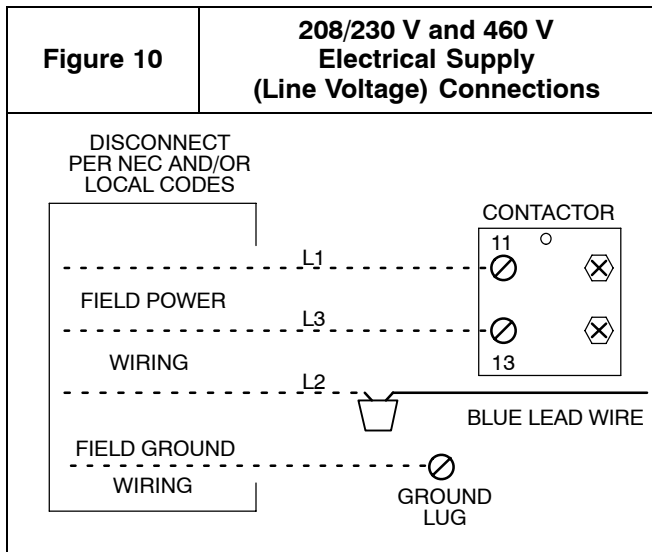 Figure 10
208/230 V and 460 V
Electrical Supply
(Line Voltage) Connections
DISCONNECT
PER NEC AND/OR
LOCAL CODES
CONTACTOR
11
L1
FIELD POWER
L3
WIRING
13
L2
BLUE LEAD WIRE
FIELD GROUND
WIRING
GROUND
LUG